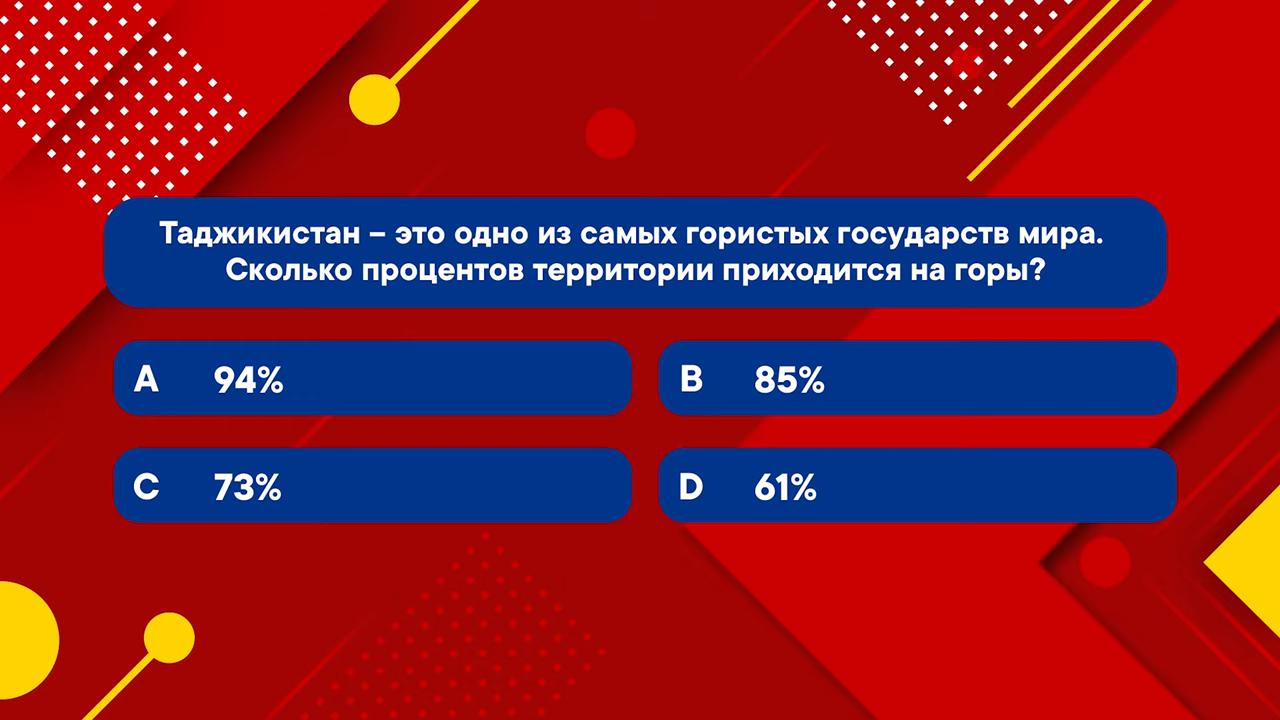 Таджикистан – это одно из самых гористых государств мира.
Сколько процентов территории приходится на горы?
A 94%
B 85%
C 73%
D 61%